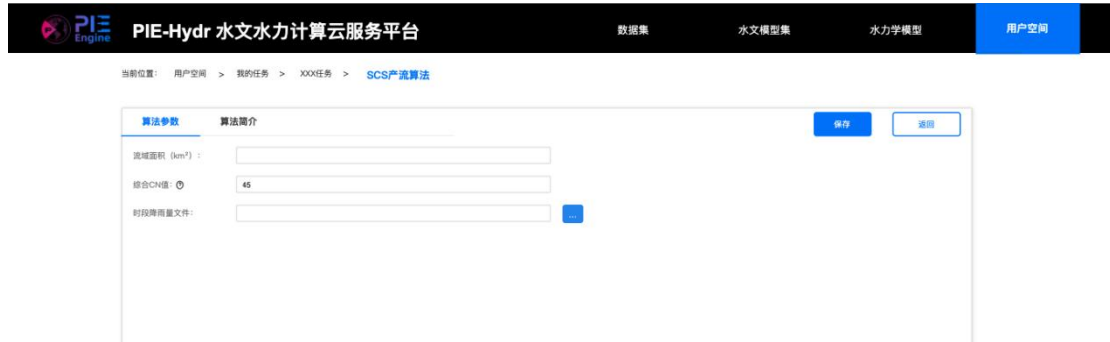 PIE Engine PIE-Hydr 水文水力计算云服务平台 数据集 水文模型集 水力学模型 用户空间
当前位置： 用户空间 > 我的任务 > XXX任务 > SCS产流算法
算法参数 算法简介 保存 返回
流域面积（km²）:
综合CN值: ? 45
时段降雨量文件: ...